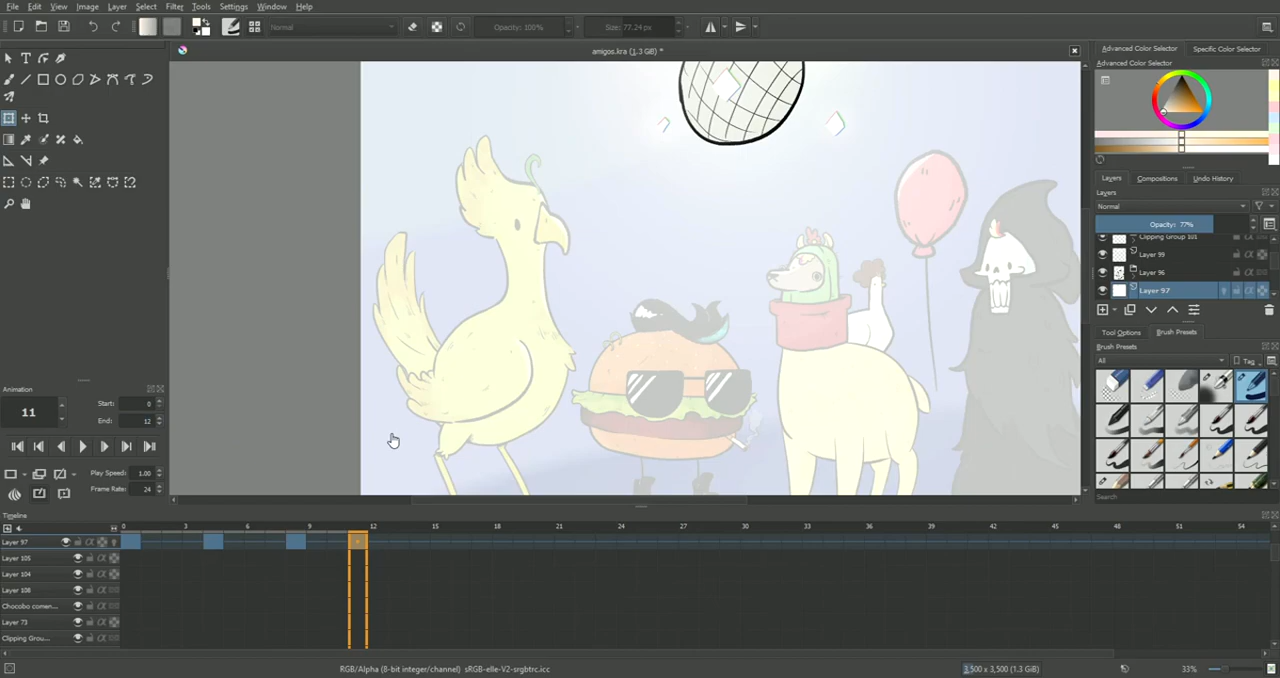 File Edit View Image Layer Select Filter Tools Settings Window Help
Normal Opacity: 100% Size: 77.24 px
amigos.kra (1.3 GB) *
Advanced Color Selector Specific Color Selector
Advanced Color Selector
Layers Compositions Undo History
Layers
Normal
Opacity: 77%
Clipping Group 101
Layer 99
Layer 96
Layer 97
Tool Options Brush Presets
Brush Presets
All Tag
Search
Animation
11 Start: 0
End: 12
Play Speed: 1.00
Frame Rate: 24
Timeline
0 3 6 9 12 15 18 21 24 27 30 33 36 39 42 45 48 51 54
Layer 97
Layer 105
Layer 104
Layer 108
Chocobo comen...
Layer 73
Clipping Grou...
RGB/Alpha (8-bit integer/channel) sRGB-elle-V2-srgbtrc.icc 3,500 x 3,500 (1.3 GiB) 33%